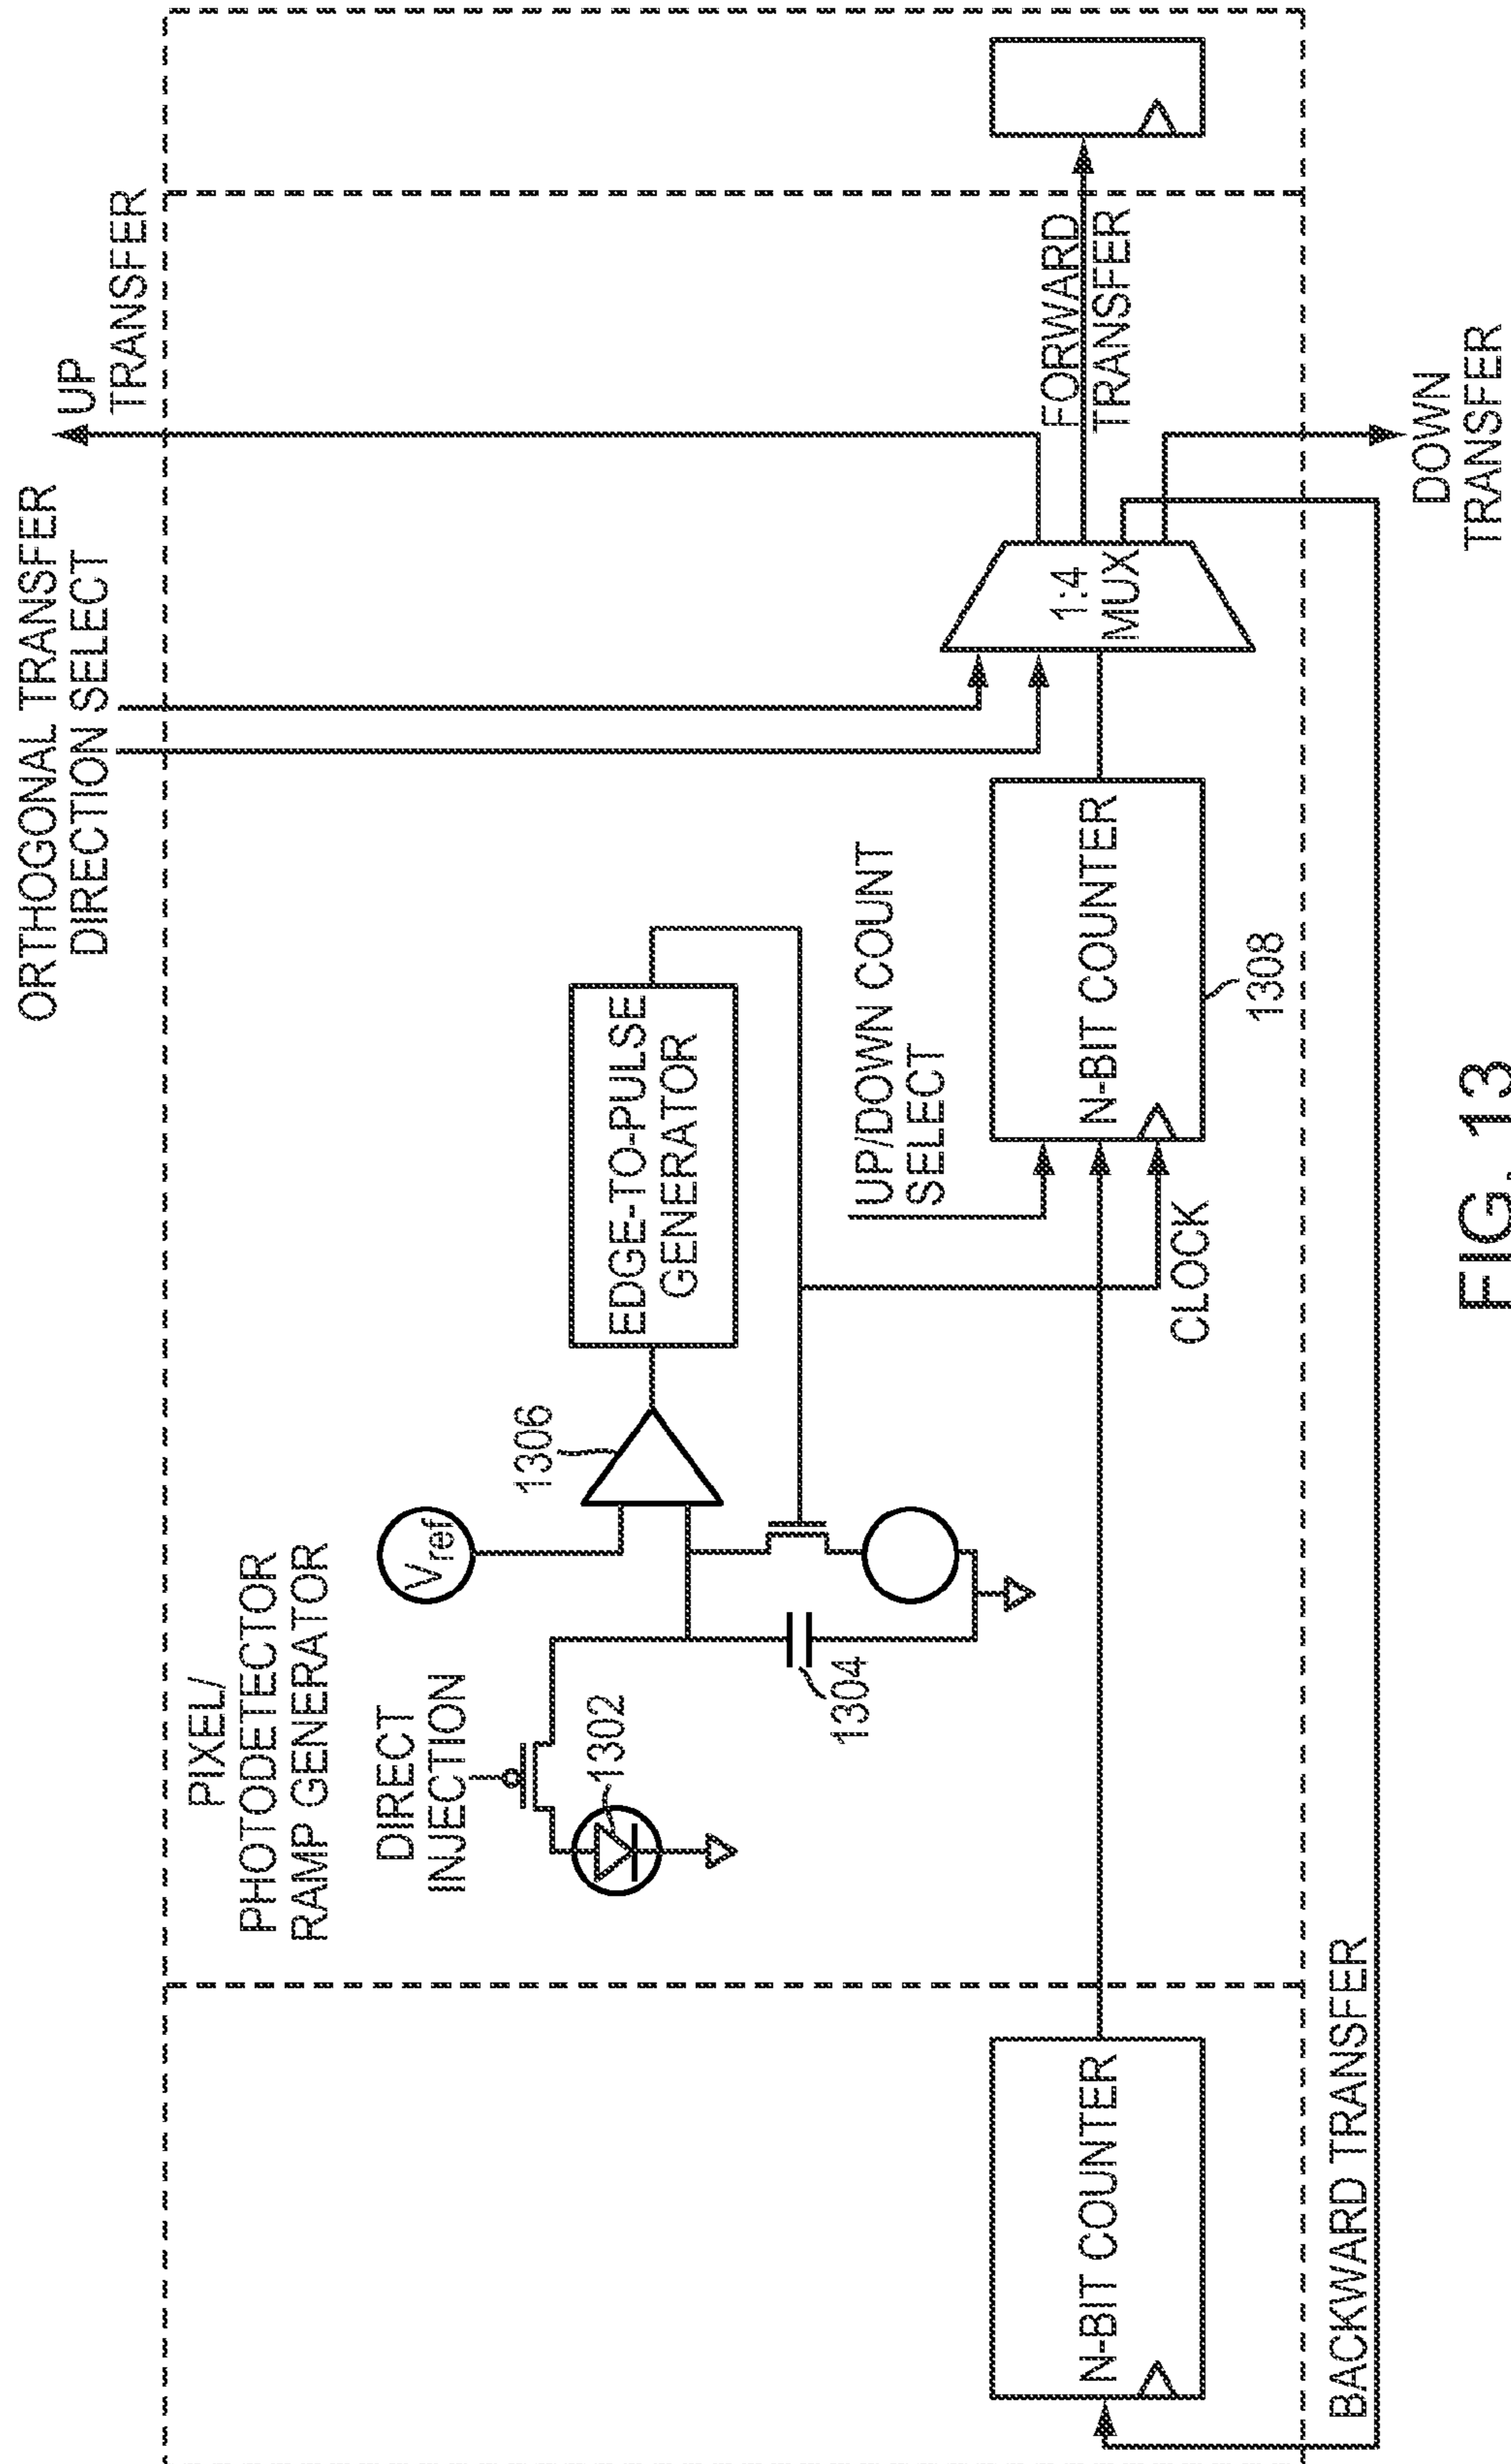 ORTHOGONAL TRANSFER
DIRECTION SELECT
UP
TRANSFER
PIXEL/
PHOTODETECTOR
RAMP GENERATOR
DIRECT
INJECTION
Vref
1306
1302
1304
EDGE-TO-PULSE
GENERATOR
UP/DOWN COUNT
SELECT
FORWARD
TRANSFER
1:4
MUX
N-BIT COUNTER
N-BIT COUNTER
CLOCK
1308
BACKWARD TRANSFER
DOWN
TRANSFER
FIG. 13